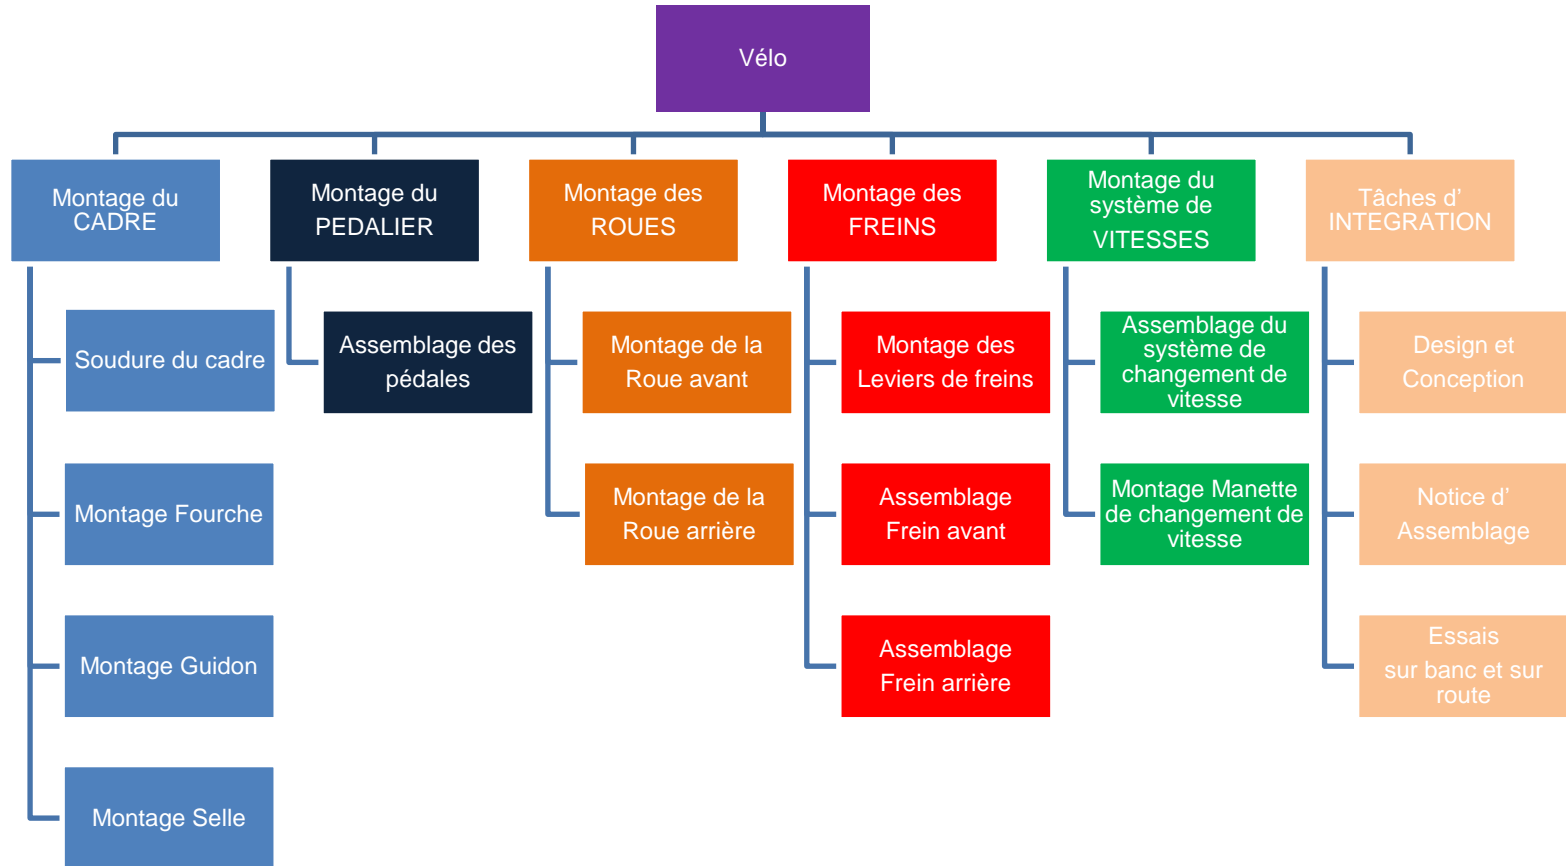 Vélo
Montage du
CADRE
Montage du
PEDALIER
Montage des
ROUES
Montage des
FREINS
Montage du
système de
VITESSES
Tâches d’
INTEGRATION
Soudure du cadre
Montage Fourche
Montage Guidon
Montage Selle
Assemblage des
pédales
Montage de la
Roue avant
Montage de la
Roue arrière
Montage des
Leviers de freins
Assemblage
Frein avant
Assemblage
Frein arrière
Assemblage du
système de
changement de
vitesse
Montage Manette
de changement de
vitesse
Design et
Conception
Notice d’
Assemblage
Essais
sur banc et sur
route